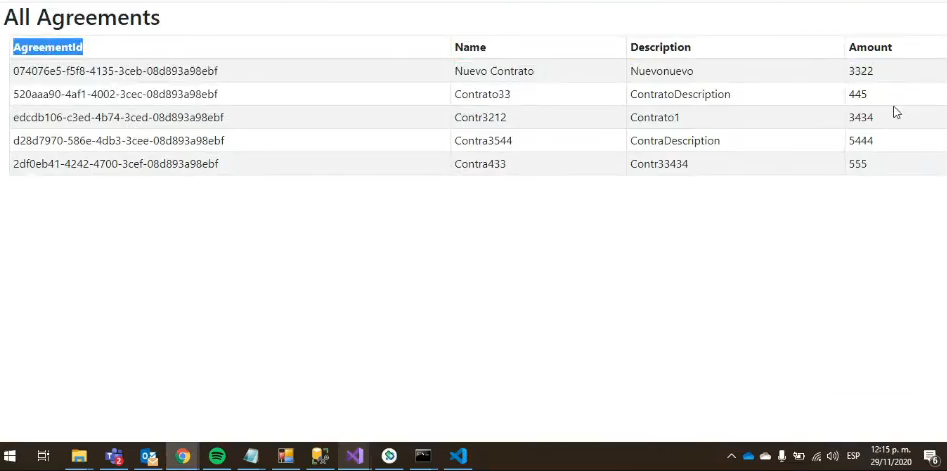 All Agreements
AgreementId Name Description Amount
074076e5-f5f8-4135-3ceb-08d893a98ebf Nuevo Contrato Nuevonuevo 3322
520aaa90-4af1-4002-3cec-08d893a98ebf Contrato33 ContratoDescription 445
edcdb106-c3ed-4b74-3ced-08d893a98ebf Contr3212 Contrato1 3434
d28d7970-586e-4db3-3cee-08d893a98ebf Contra3544 ContraDescription 5444
2df0eb41-4242-4700-3cef-08d893a98ebf Contra433 Contr33434 555
ESP
12:15 p. m.
29/11/2020
2
6